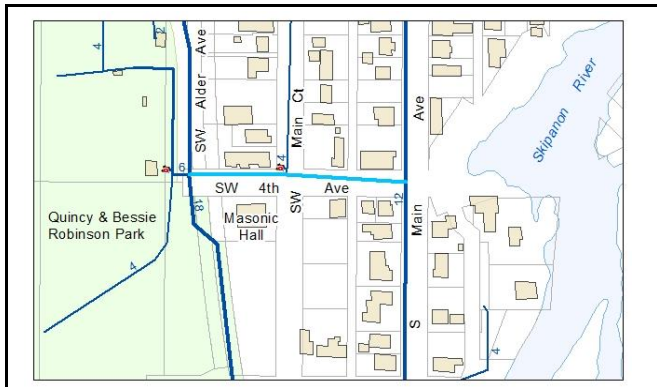 4
2
SW Alder Ave
Main Ct
Ave
Skipanon River
4
6
SW 4th Ave
SW
12
18
Quincy & Bessie
Robinson Park
Masonic
Hall
Main
4
S
4